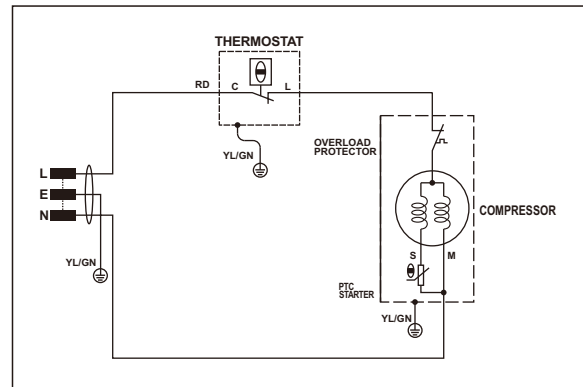 THERMOSTAT
RD
C
L
YL/GN
OVERLOAD
PROTECTOR
COMPRESSOR
L
E
N
YL/GN
S
M
PTC
STARTER
YL/GN